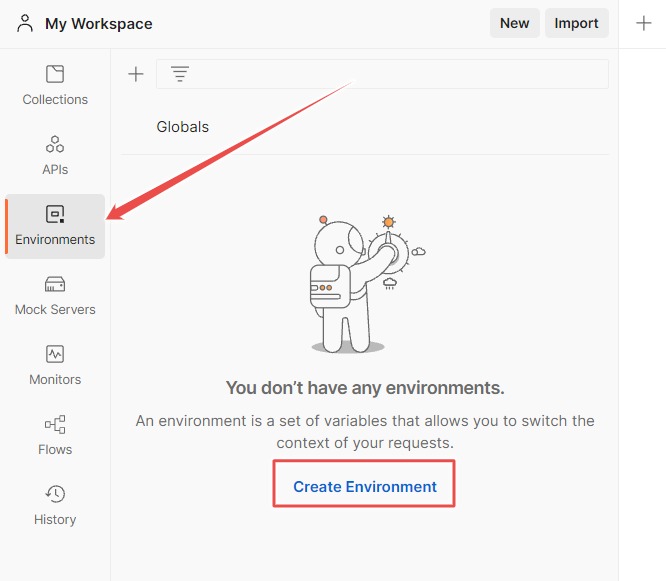 My Workspace
New
Import
Collections
APIs
Environments
Mock Servers
Monitors
Flows
History
Globals
You don’t have any environments.
An environment is a set of variables that allows you to switch the
context of your requests.
Create Environment